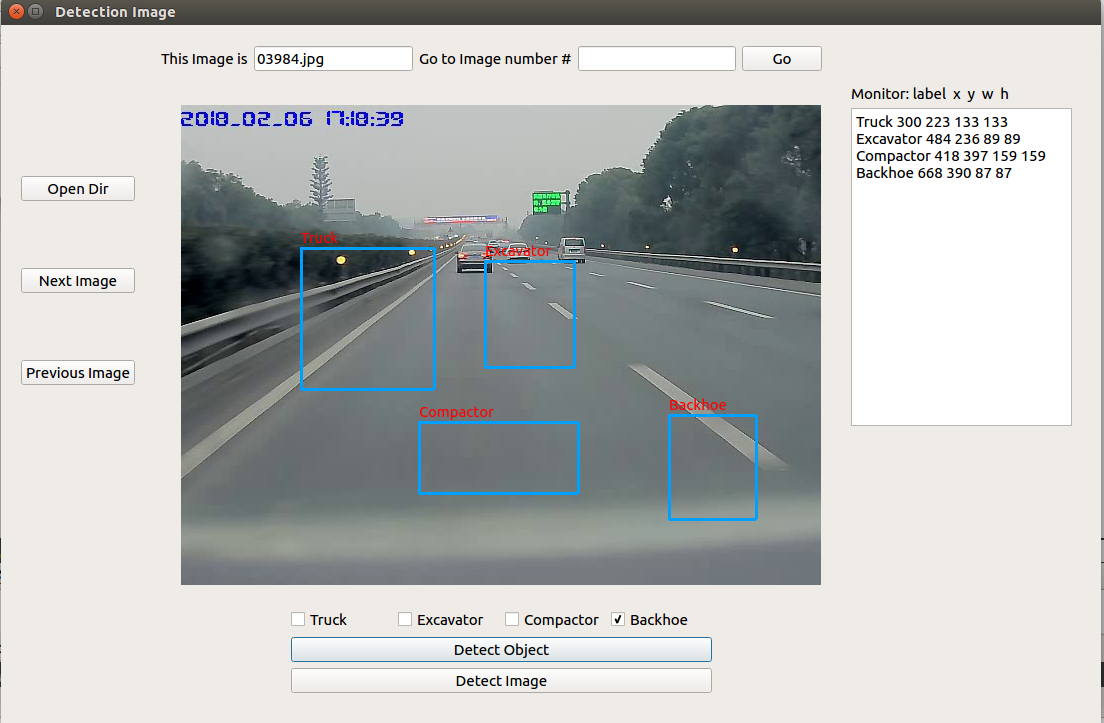 Detection Image
This Image is 03984.jpg Go to Image number # Go
Monitor: label x y w h
2018_02_06 17:18:39
Truck 300 223 133 133
Excavator 484 236 89 89
Compactor 418 397 159 159
Backhoe 668 390 87 87
Open Dir
Next Image
Previous Image
Truck
Excavator
Compactor
Backhoe
Truck Excavator Compactor Backhoe
Detect Object
Detect Image